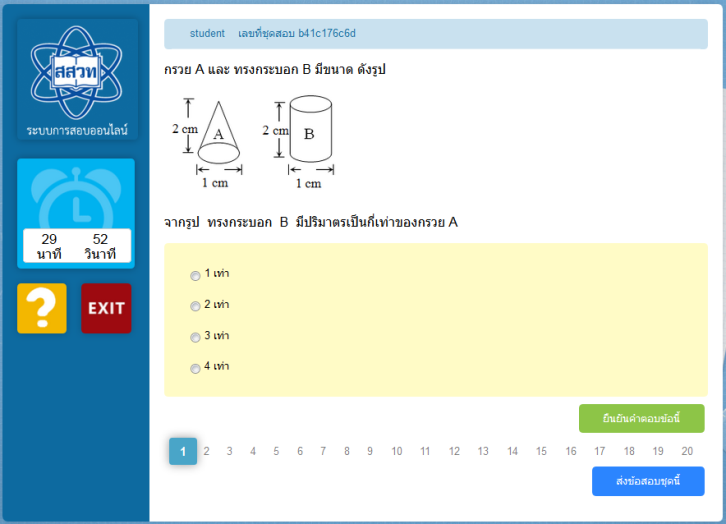 student เลขที่ชุดสอบ b41c176c6d
สสวท
ระบบการสอบออนไลน์
29 52
นาที วินาที
EXIT
กรวย A และ ทรงกระบอก B มีขนาด ดังรูป
2 cm A 2 cm B
1 cm 1 cm
จากรูป ทรงกระบอก B มีปริมาตรเป็นกี่เท่าของกรวย A
1 เท่า
2 เท่า
3 เท่า
4 เท่า
ยืนยันคำตอบข้อนี้
1 2 3 4 5 6 7 8 9 10 11 12 13 14 15 16 17 18 19 20
ส่งข้อสอบชุดนี้